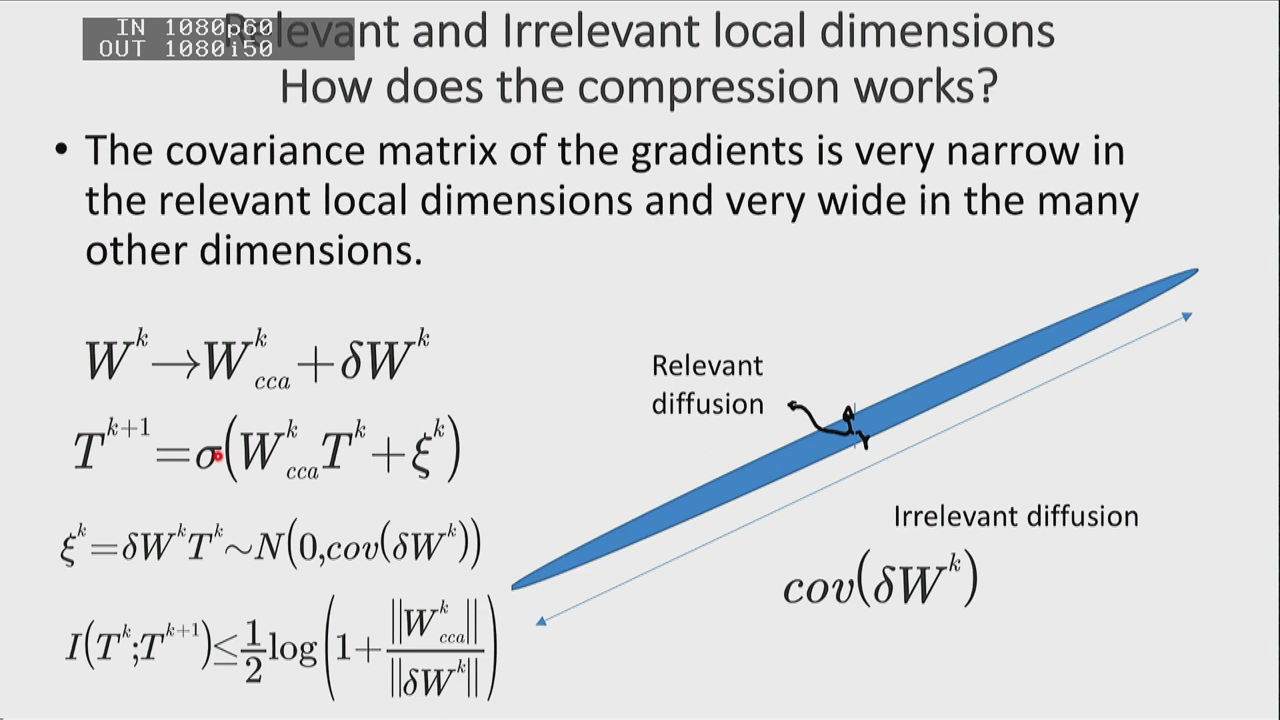 IN 1080p60
OUT 1080i50
Relevant and Irrelevant local dimensions
How does the compression works?
• The covariance matrix of the gradients is very narrow in
the relevant local dimensions and very wide in the many
other dimensions.
W^k→W^k_cca+δW^k
T^{k+1}=σ(W^k_cca T^k+ξ^k)
ξ^k=δW^kT^k~N(0,cov(δW^k))
I(T^k;T^{k+1})≤1/2 log(1+||W^k_cca||/||δW^k||)
Relevant
diffusion
Irrelevant diffusion
cov(δW^k)